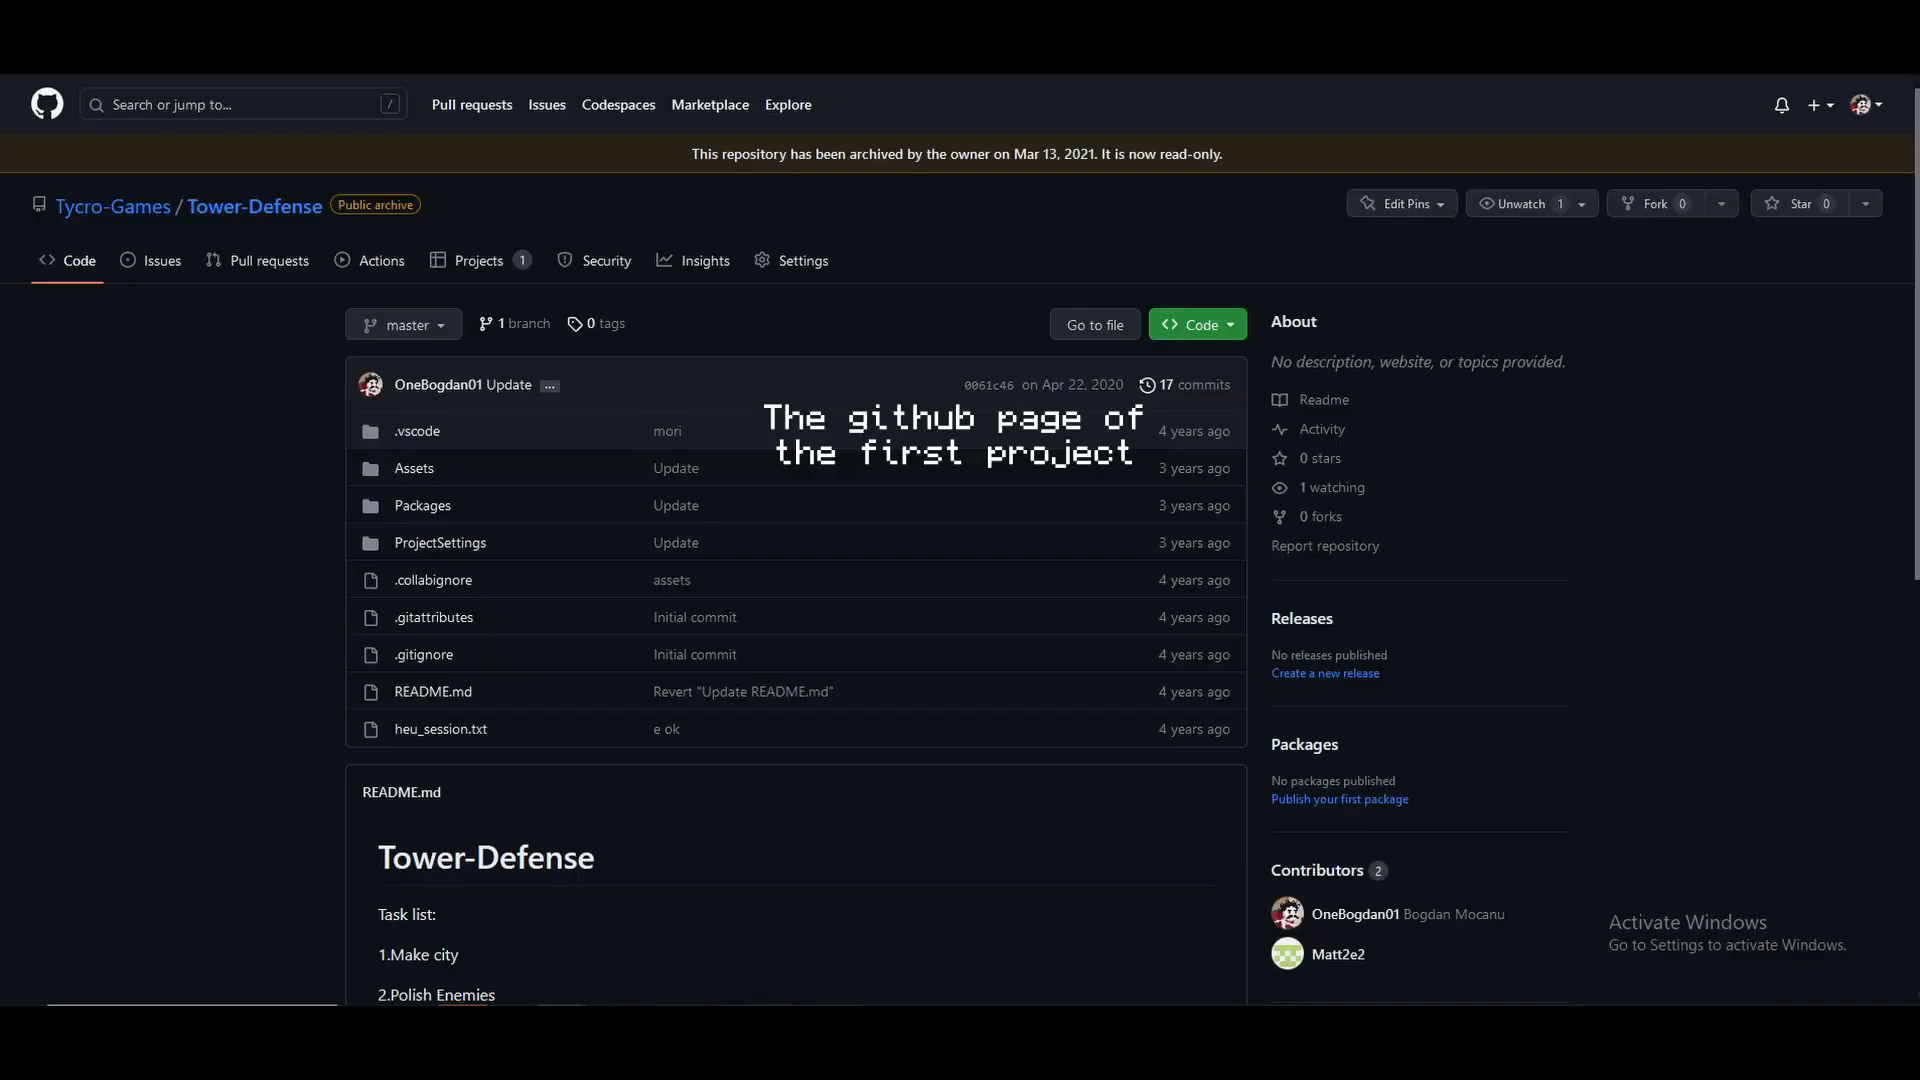 Search or jump to... /
Pull requests Issues Codespaces Marketplace Explore
This repository has been archived by the owner on Mar 13, 2021. It is now read-only.
Tycro-Games / Tower-Defense Public archive
Edit Pins Unwatch 1 Fork 0 Star 0
Code Issues Pull requests Actions Projects 1 Security Insights Settings
master 1 branch 0 tags Go to file Code
OneBogdan01 Update ... 0061c46 on Apr 22, 2020 17 commits
The github page of
the first project
.vscode mori 4 years ago
Assets Update 3 years ago
Packages Update 3 years ago
ProjectSettings Update 3 years ago
.collabignore assets 4 years ago
.gitattributes Initial commit 4 years ago
.gitignore Initial commit 4 years ago
README.md Revert "Update README.md" 4 years ago
heu_session.txt e ok 4 years ago
README.md
Tower-Defense
Task list:
1.Make city
2.Polish Enemies
About
No description, website, or topics provided.
Readme
Activity
0 stars
1 watching
0 forks
Report repository
Releases
No releases published
Create a new release
Packages
No packages published
Publish your first package
Contributors 2
OneBogdan01 Bogdan Mocanu
Matt2e2
Activate Windows
Go to Settings to activate Windows.